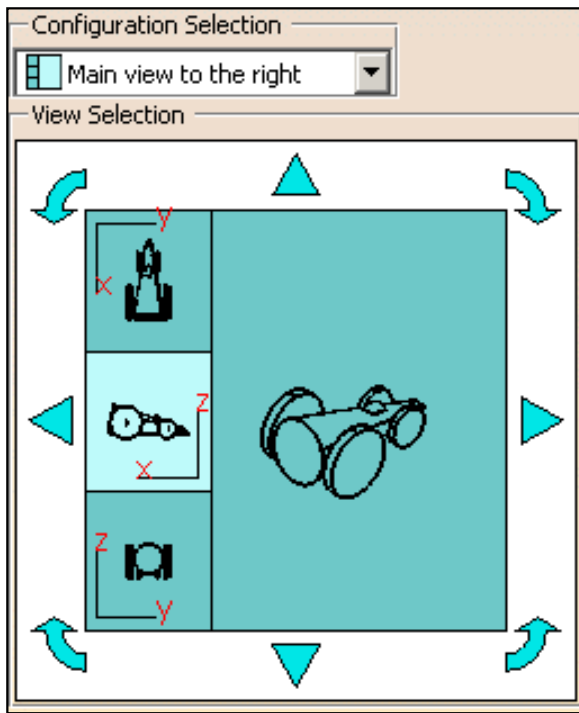 Configuration Selection
Main view to the right
View Selection
y
x
z
x
z
y